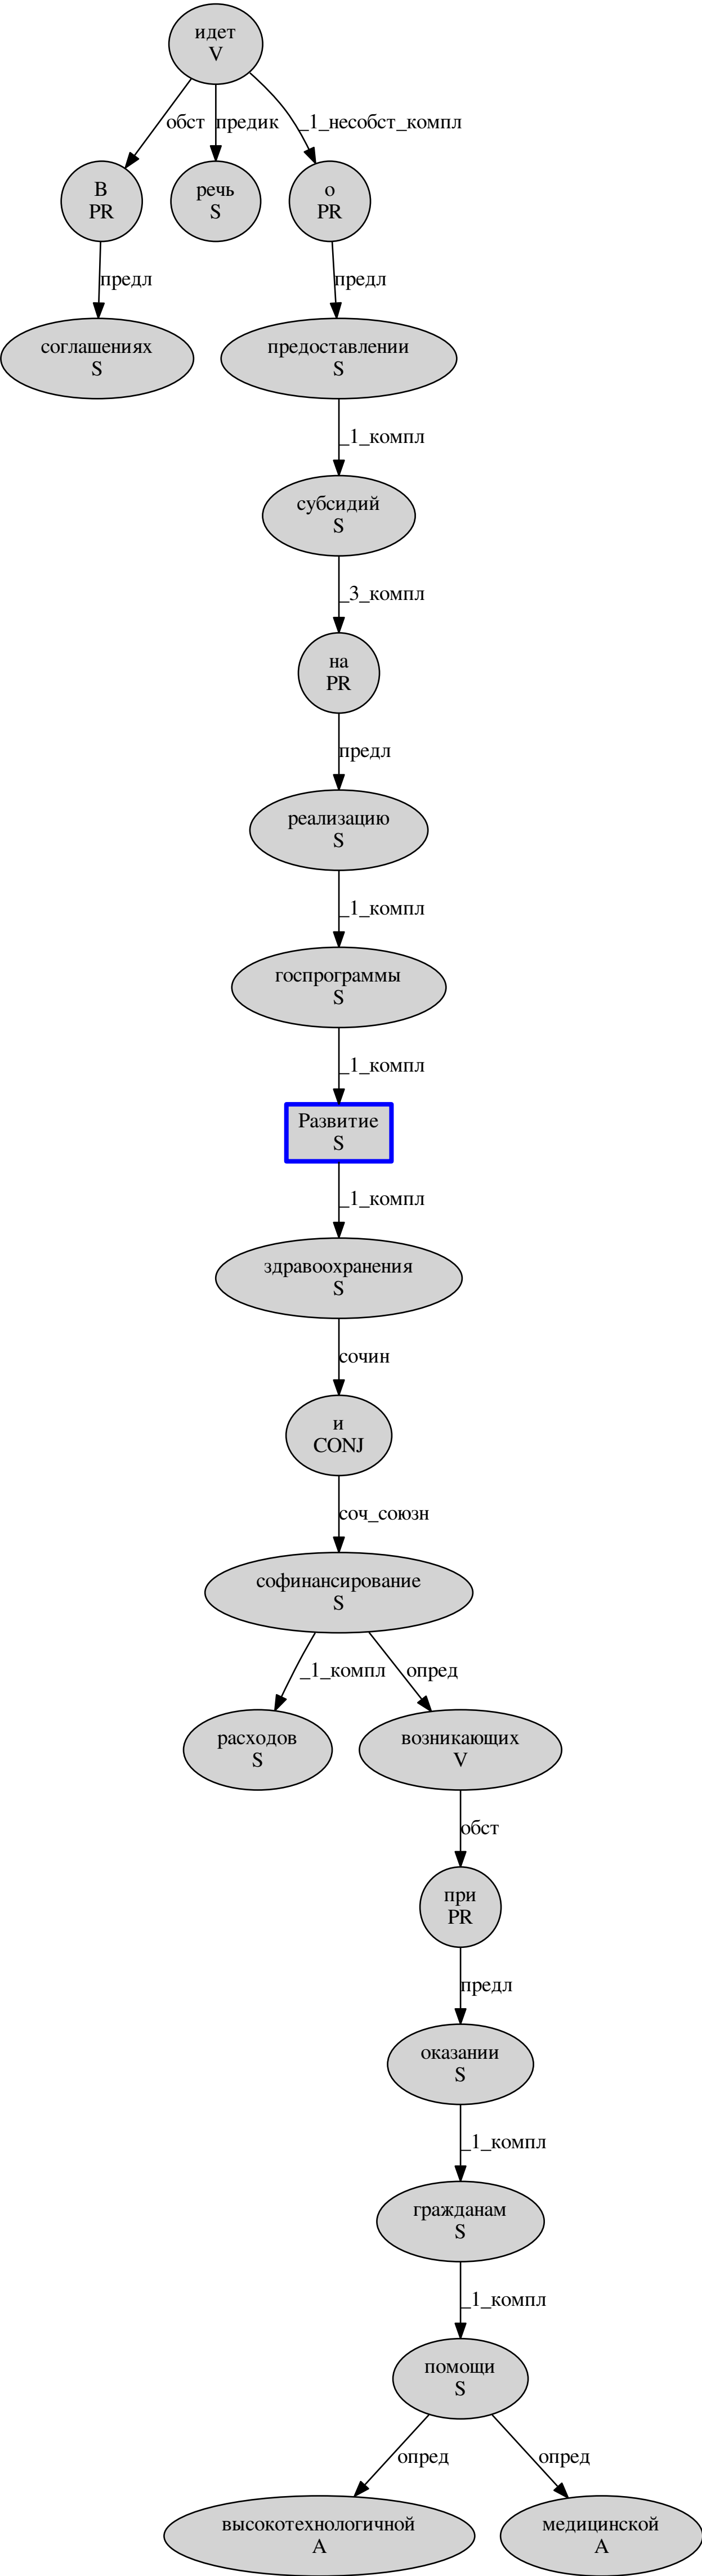 идет
V
обст
предик
_1_несобст_компл
В
PR
речь
S
о
PR
предл
предл
соглашениях
S
предоставлении
S
_1_компл
субсидий
S
_3_компл
на
PR
предл
реализацию
S
_1_компл
госпрограммы
S
_1_компл
Развитие
S
_1_компл
здравоохранения
S
сочин
и
CONJ
соч_союзн
софинансирование
S
_1_компл
опред
расходов
S
возникающих
V
обст
при
PR
предл
оказании
S
_1_компл
гражданам
S
_1_компл
помощи
S
опред
опред
высокотехнологичной
A
медицинской
A